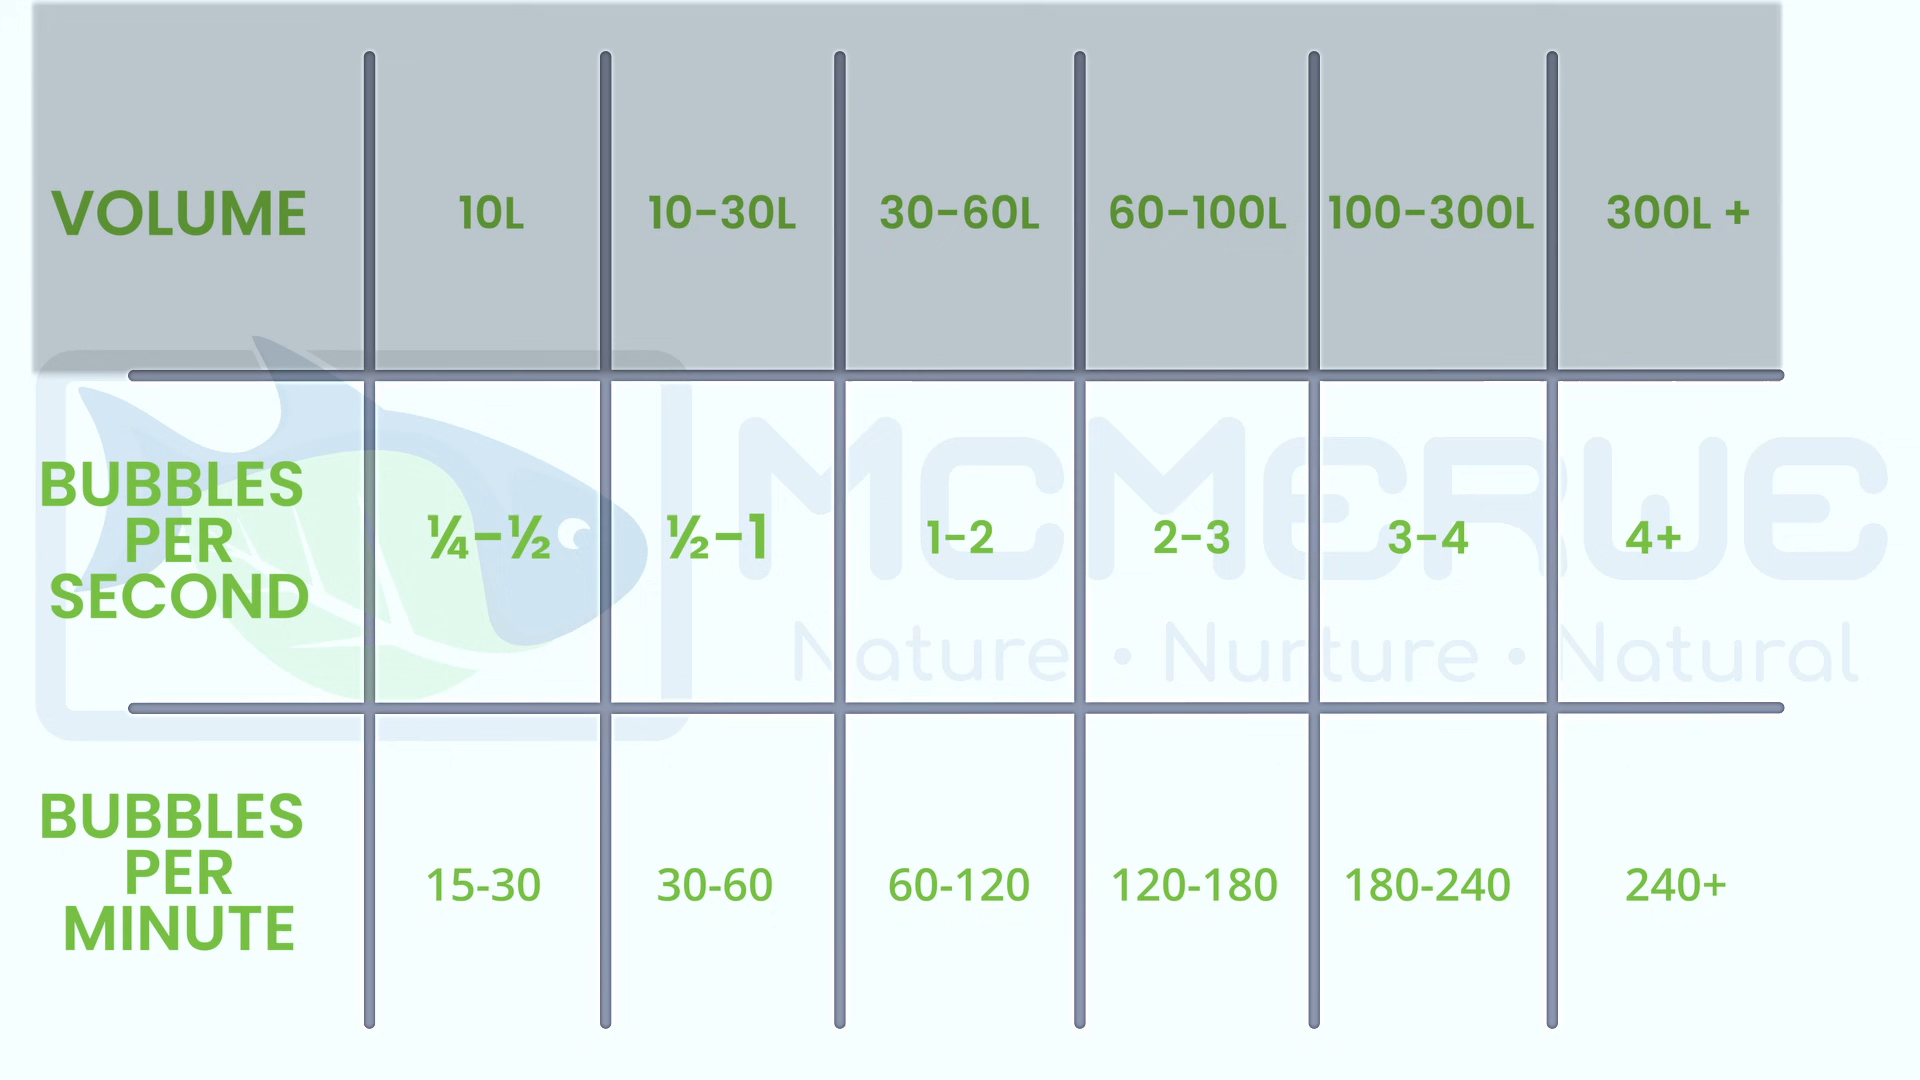 VOLUME 10L 10-30L 30-60L 60-100L 100-300L 300L +
BUBBLES
PER
SECOND
¼-½ ½-1 1-2 2-3 3-4 4+
BUBBLES
PER
MINUTE
15-30 30-60 60-120 120-180 180-240 240+
MCMERWE
Nature • Nurture • Natural